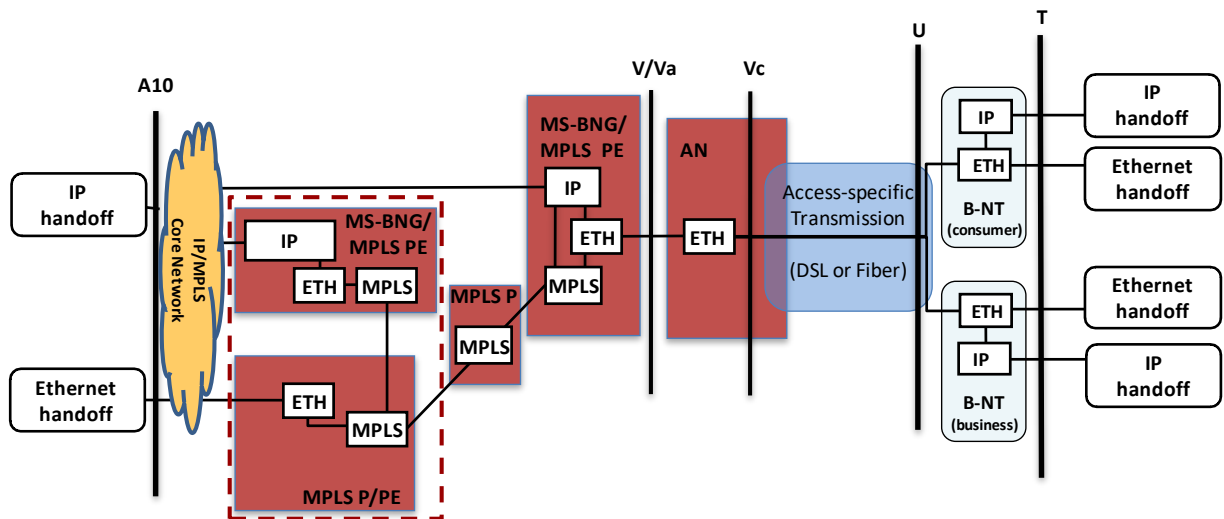 A10
IP
handoff
Ethernet
handoff
IP/MPLS
Core Network
MS-BNG/
MPLS PE
IP
ETH
MPLS
ETH
MPLS
MPLS P/PE
MPLS P
MPLS
MS-BNG/
MPLS PE
IP
ETH
MPLS
V/Va
AN
ETH
Vc
Access-specific
Transmission
(DSL or Fiber)
U
IP
ETH
B-NT
(consumer)
ETH
IP
B-NT
(business)
T
IP
handoff
Ethernet
handoff
Ethernet
handoff
IP
handoff